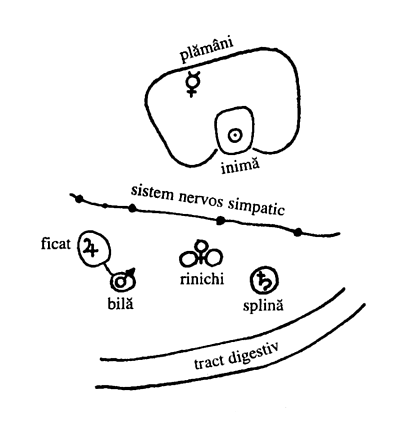 plămâni
inimă
sistem nervos simpatic
ficat
rinichi
bilă
splină
tract digestiv